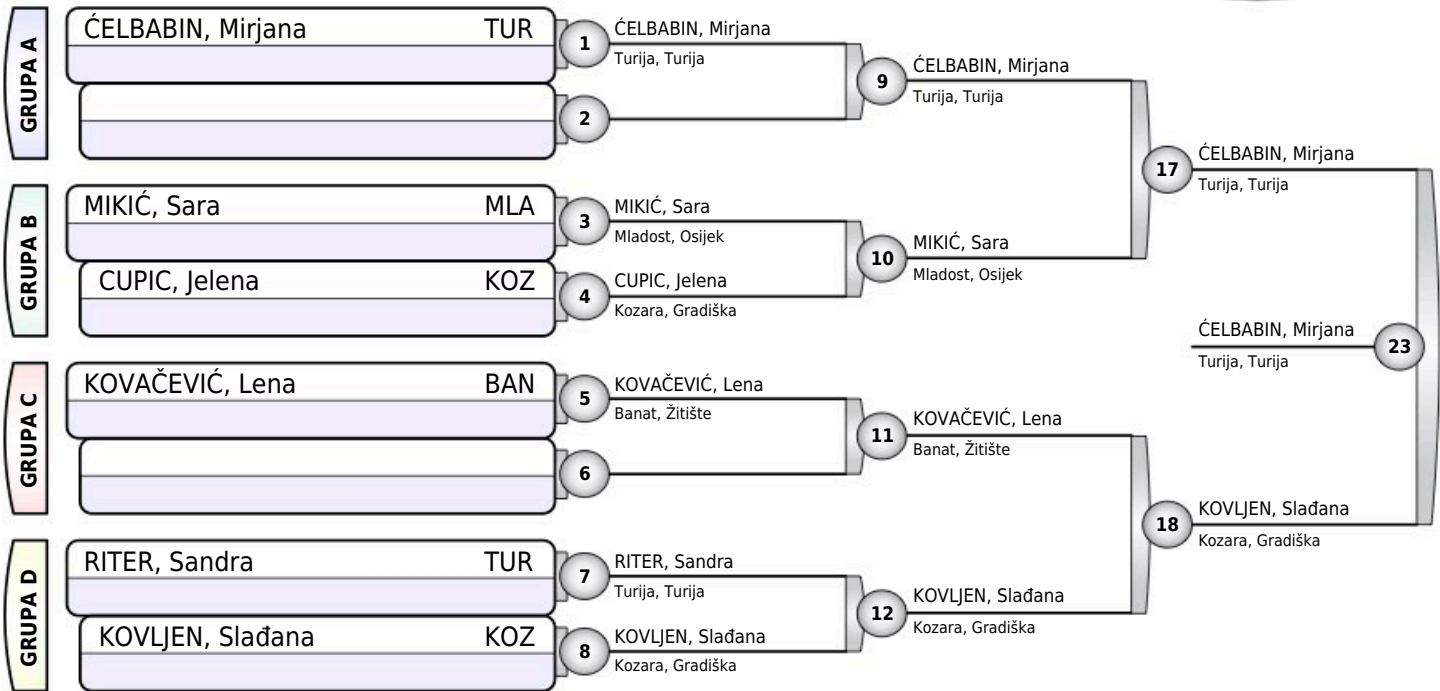 GRUPA A
ĆELBABIN, Mirjana TUR
1
ĆELBABIN, Mirjana
Turija, Turija
2
9
ĆELBABIN, Mirjana
Turija, Turija
GRUPA B
MIKIĆ, Sara MLA
3
MIKIĆ, Sara
Mladost, Osijek
CUPIC, Jelena KOZ
4
CUPIC, Jelena
Kozara, Gradiška
10
MIKIĆ, Sara
Mladost, Osijek
17
ĆELBABIN, Mirjana
Turija, Turija
GRUPA C
KOVAČEVIĆ, Lena BAN
5
KOVAČEVIĆ, Lena
Banat, Žitište
6
11
KOVAČEVIĆ, Lena
Banat, Žitište
GRUPA D
RITER, Sandra TUR
7
RITER, Sandra
Turija, Turija
KOVLJEN, Slađana KOZ
8
KOVLJEN, Slađana
Kozara, Gradiška
12
KOVLJEN, Slađana
Kozara, Gradiška
18
KOVLJEN, Slađana
Kozara, Gradiška
ĆELBABIN, Mirjana
Turija, Turija
23